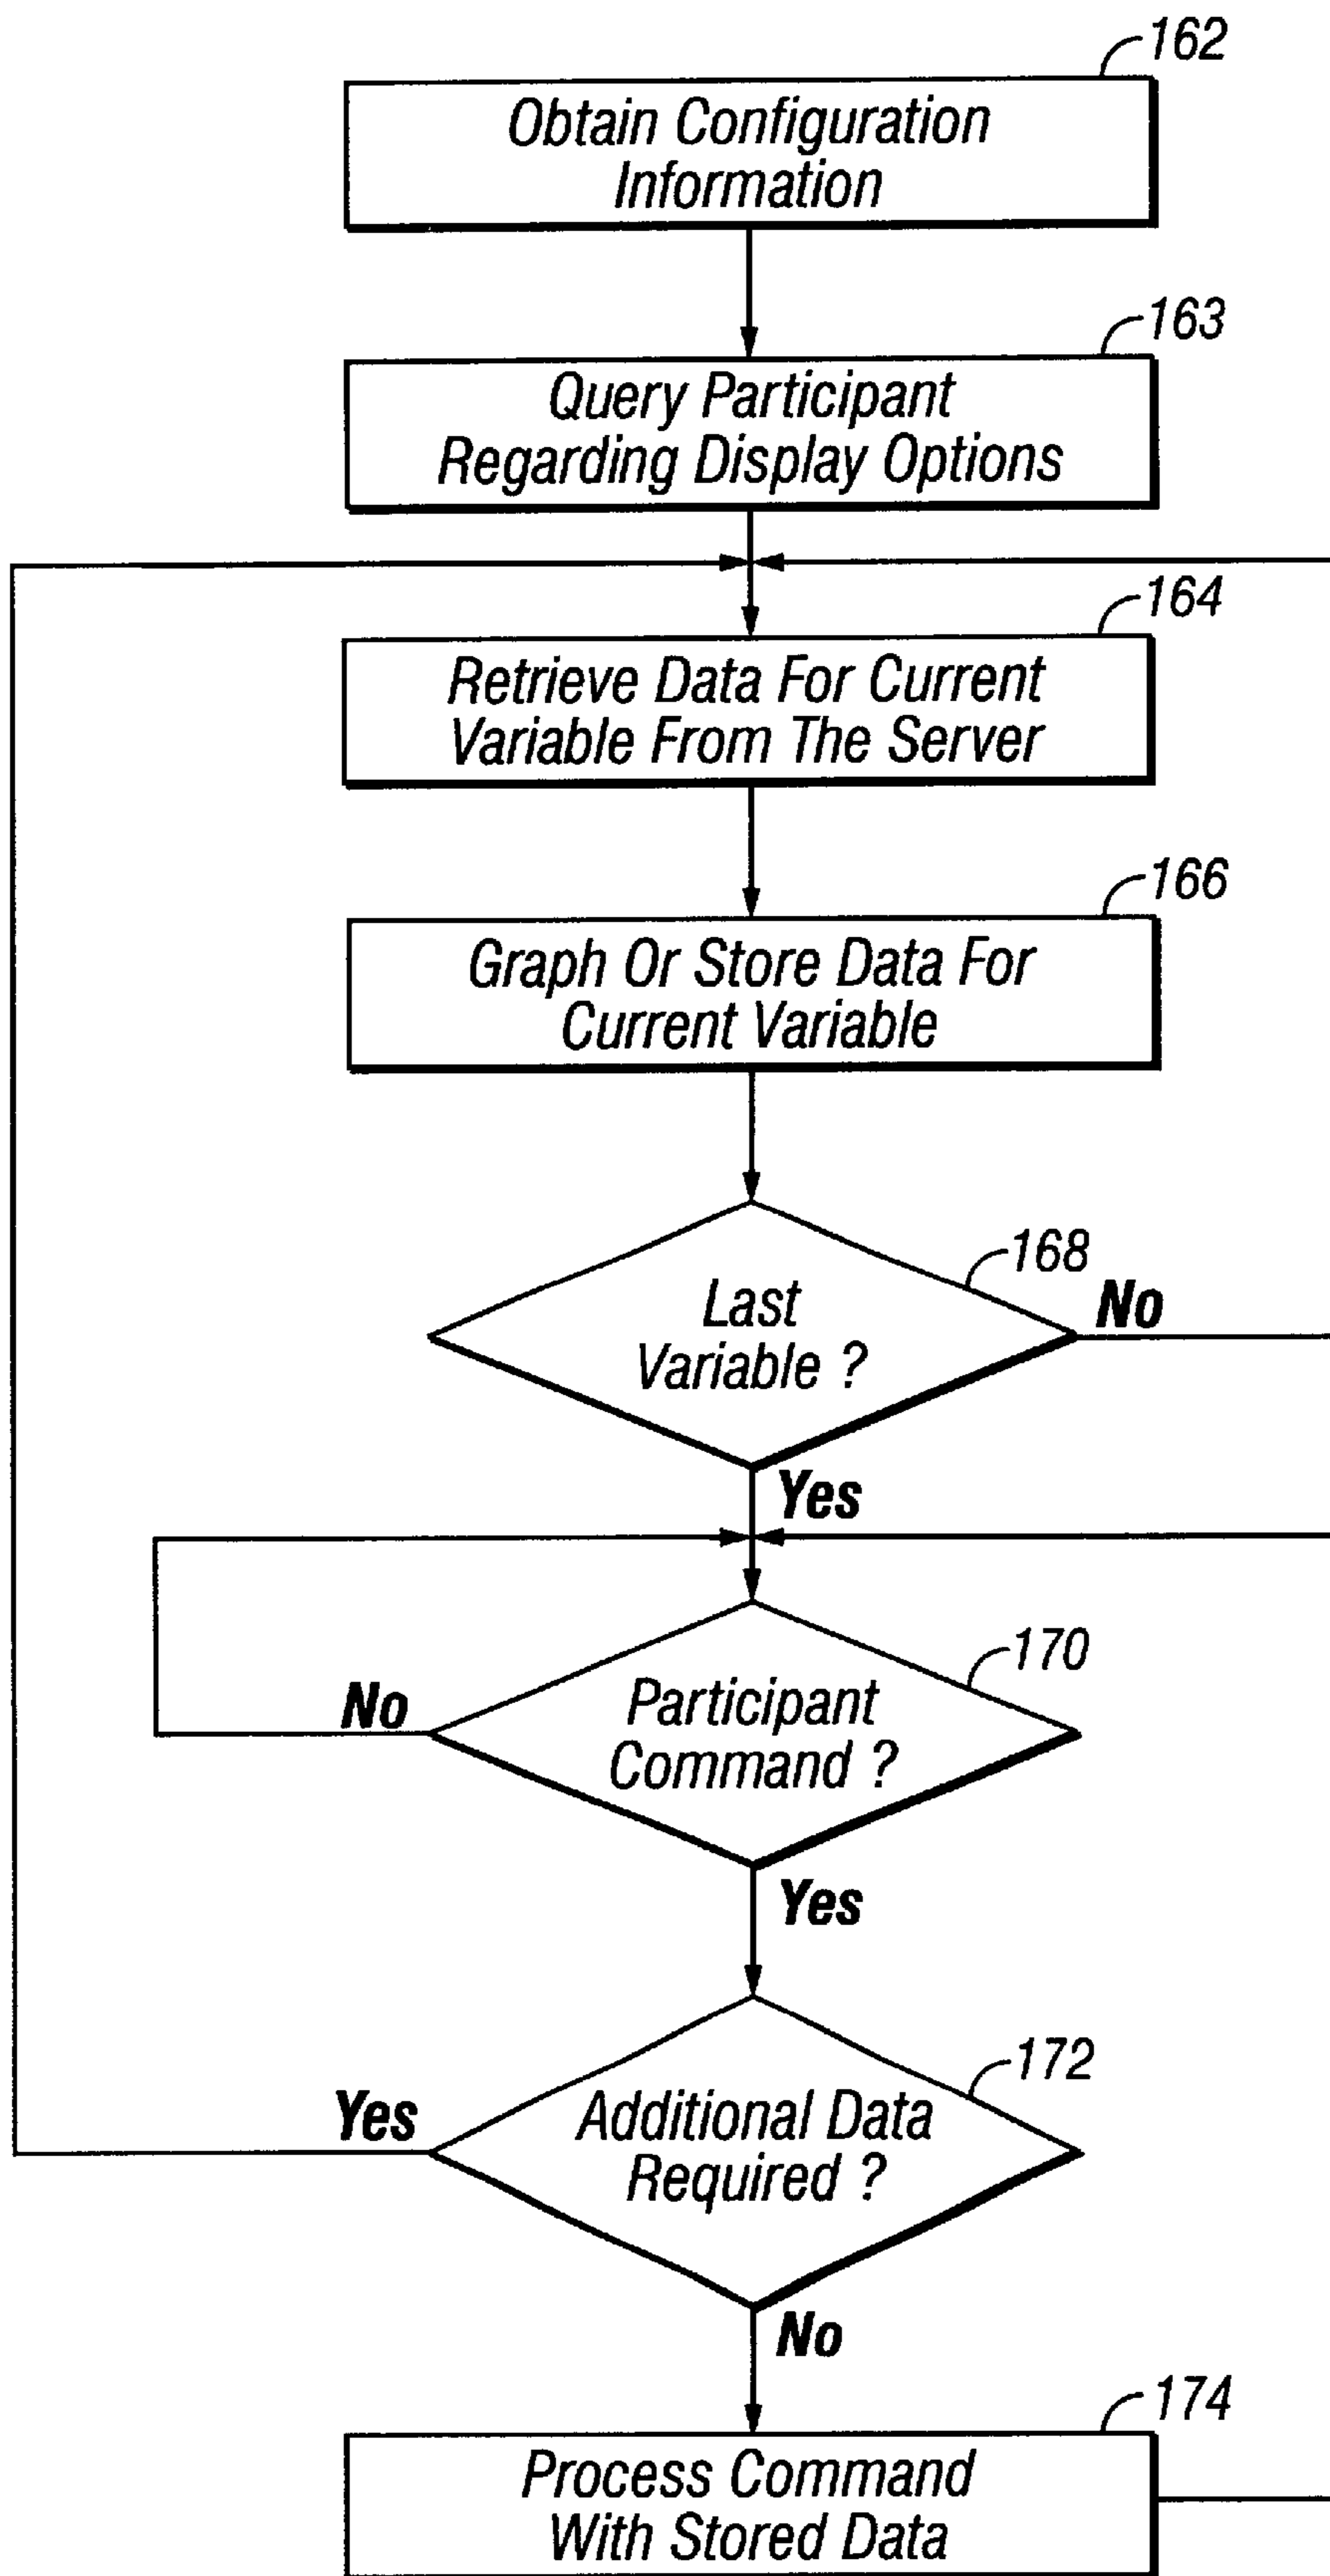 162
Obtain Configuration
Information
163
Query Participant
Regarding Display Options
164
Retrieve Data For Current
Variable From The Server
166
Graph Or Store Data For
Current Variable
168
Last
Variable ?
No
Yes
170
Participant
Command ?
No
Yes
172
Additional Data
Required ?
Yes
No
174
Process Command
With Stored Data